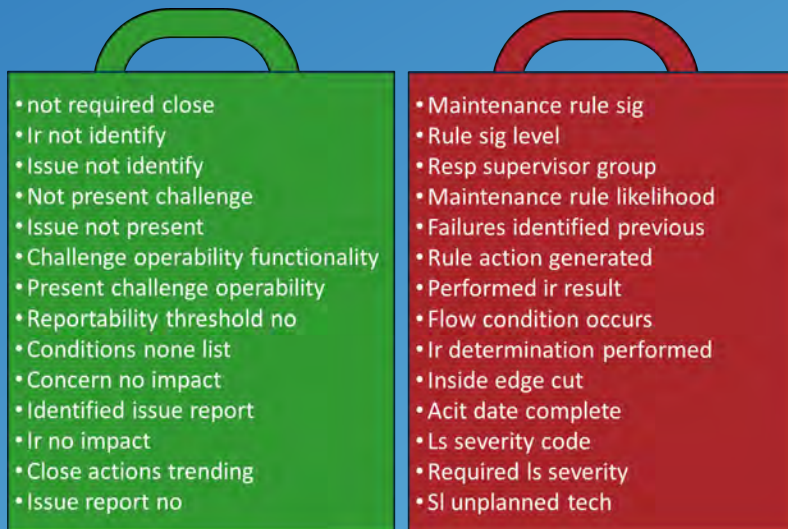 • not required close
• Ir not identify
• Issue not identify
• Not present challenge
• Issue not present
• Challenge operability functionality
• Present challenge operability
• Reportability threshold no
• Conditions none list
• Concern no impact
• Identified issue report
• Ir no impact
• Close actions trending
• Issue report no
• Maintenance rule sig
• Rule sig level
• Resp supervisor group
• Maintenance rule likelihood
• Failures identified previous
• Rule action generated
• Performed ir result
• Flow condition occurs
• Ir determination performed
• Inside edge cut
• Acit date complete
• Ls severity code
• Required ls severity
• Sl unplanned tech